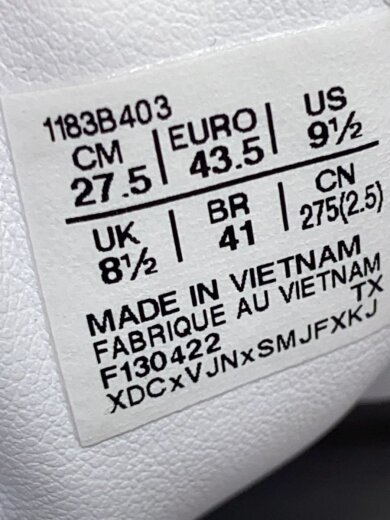 1183B403
CM | EURO | US
27.5 | 43.5 | 9½
UK | BR | CN
8½ | 41 | 275(2.5)
MADE IN VIETNAM
FABRIQUE AU VIETNAM
F130422 TX
XDCxVJNxSMJFXKJ